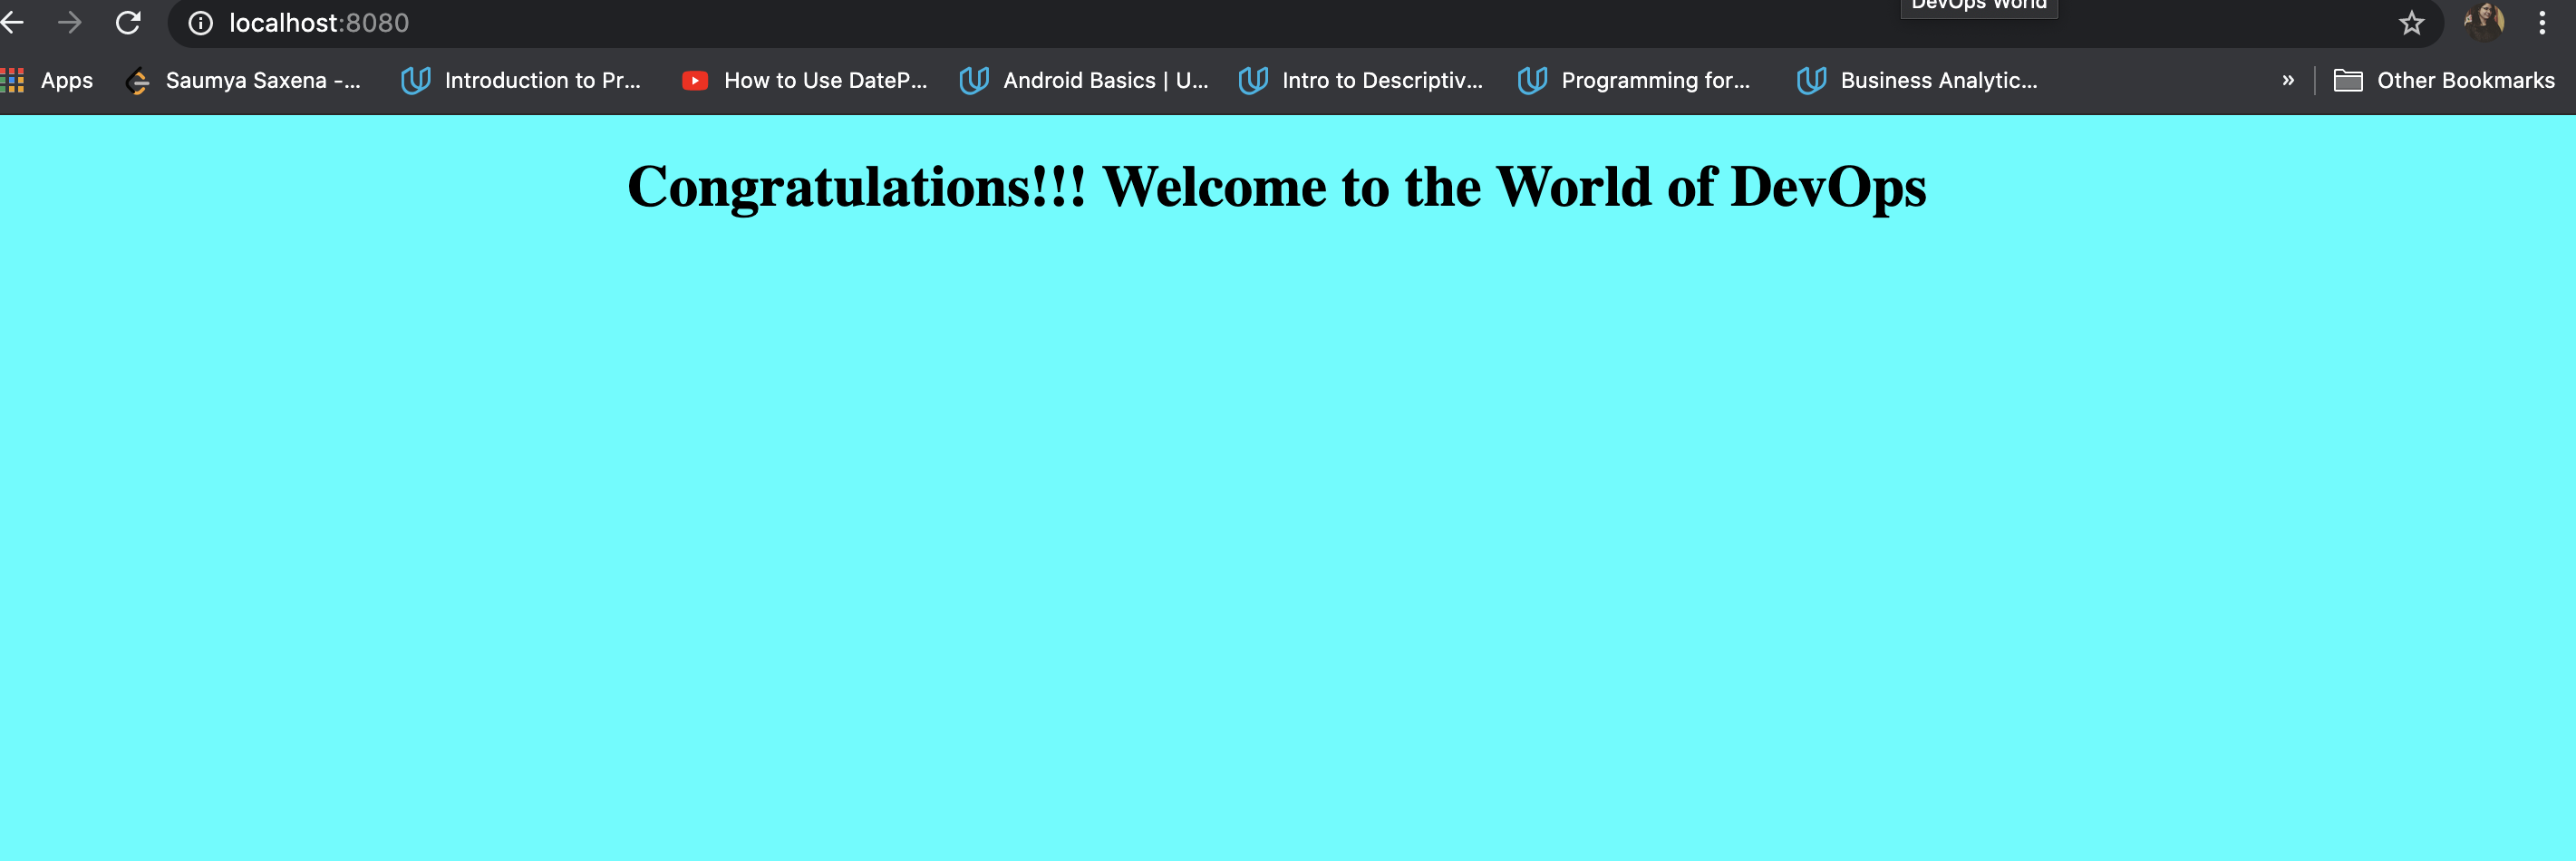 DevOps World
localhost:8080
Apps
Saumya Saxena -...
Introduction to Pr...
How to Use DateP...
Android Basics | U...
Intro to Descriptiv...
Programming for...
Business Analytic...
»
Other Bookmarks
Congratulations!!! Welcome to the World of DevOps